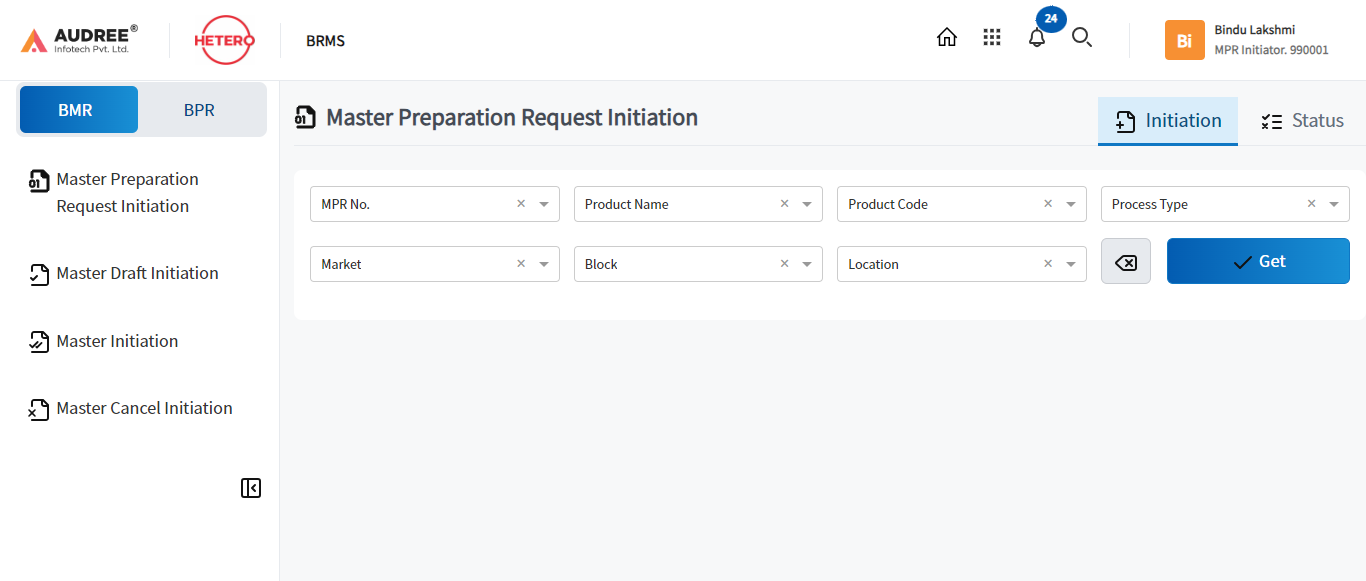 AUDREE®
Infotech Pvt. Ltd.
HETERO
BRMS
24
Bi
Bindu Lakshmi
MPR Initiator. 990001
BMR
BPR
01 Master Preparation
Request Initiation
Master Draft Initiation
Master Initiation
Master Cancel Initiation
01 Master Preparation Request Initiation
Initiation
Status
MPR No.
Product Name
Product Code
Process Type
Market
Block
Location
Get